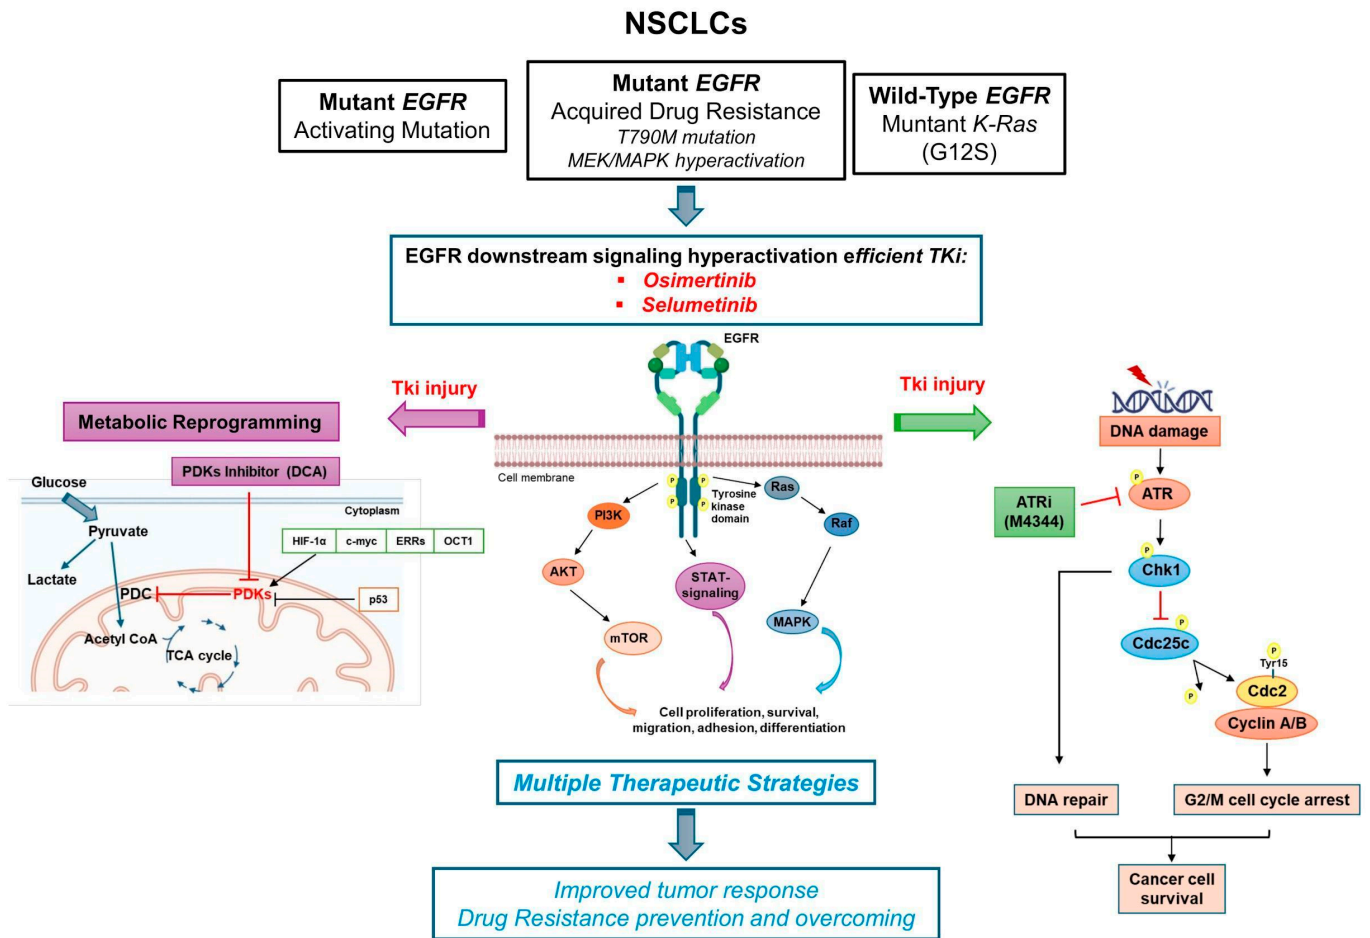 NSCLCs
Mutant EGFR
Activating Mutation
Mutant EGFR
Acquired Drug Resistance
T790M mutation
MEK/MAPK hyperactivation
Wild-Type EGFR
Muntant K-Ras
(G12S)
EGFR downstream signaling hyperactivation efficient TKi:
▪ Osimertinib
▪ Selumetinib
EGFR
Tki injury
Tki injury
Metabolic Reprogramming
PDKs Inhibitor (DCA)
Glucose
Cytoplasm
Pyruvate
HIF-1α
c-myc
ERRs
OCT1
Lactate
PDC
PDKs
p53
Acetyl CoA
TCA cycle
Cell membrane
P
P
P
P
Tyrosine
kinase
domain
Ras
PI3K
Raf
AKT
STAT-
signaling
mTOR
MAPK
Cell proliferation, survival,
migration, adhesion, differentiation
DNA damage
P
ATR
ATRi
(M4344)
P
Chk1
P
Cdc25c
P
P
Tyr15
Cdc2
Cyclin A/B
DNA repair
G2/M cell cycle arrest
Cancer cell
survival
Multiple Therapeutic Strategies
Improved tumor response
Drug Resistance prevention and overcoming